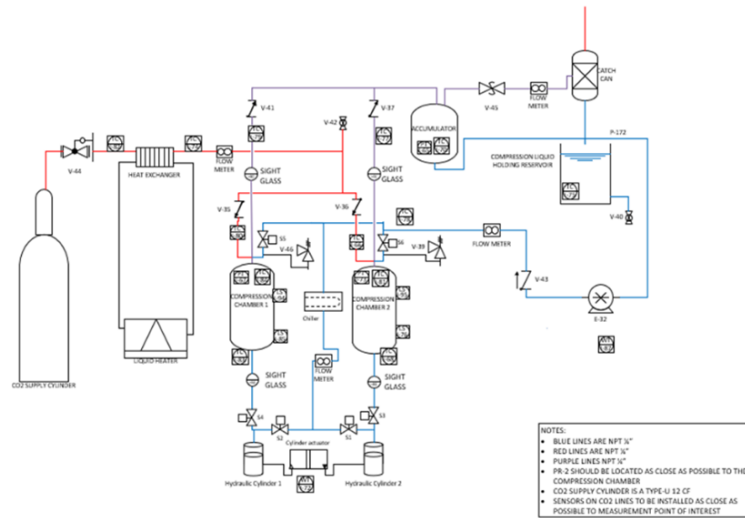 V-41
V-37
V-42
V-45
FLOW
METER
CATCH
CAN
ACCUMULATOR
P-172
COMPRESSION LIQUID
HOLDING RESERVOIR
V-44
HEAT EXCHANGER
FLOW
METER
SIGHT
GLASS
SIGHT
GLASS
V-40
V-35
V-36
S5
S6
V-46
V-39
FLOW METER
V-43
COMPRESSION
CHAMBER 1
COMPRESSION
CHAMBER 2
Chiller
E-32
LIQUID HEATER
CO2 SUPPLY CYLINDER
SIGHT
GLASS
FLOW
METER
SIGHT
GLASS
S4
S3
S2
S1
Cylinder actuator
Hydraulic Cylinder 1
Hydraulic Cylinder 2
NOTES:
• BLUE LINES ARE NPT ¼"
• RED LINES ARE NPT ¼"
• PURPLE LINES NPT ¼"
• PR-2 SHOULD BE LOCATED AS CLOSE AS POSSIBLE TO THE
COMPRESSION CHAMBER
• CO2 SUPPLY CYLINDER IS A TYPE-U 12 CF
• SENSORS ON CO2 LINES TO BE INSTALLED AS CLOSE AS
POSSIBLE TO MEASUREMENT POINT OF INTEREST